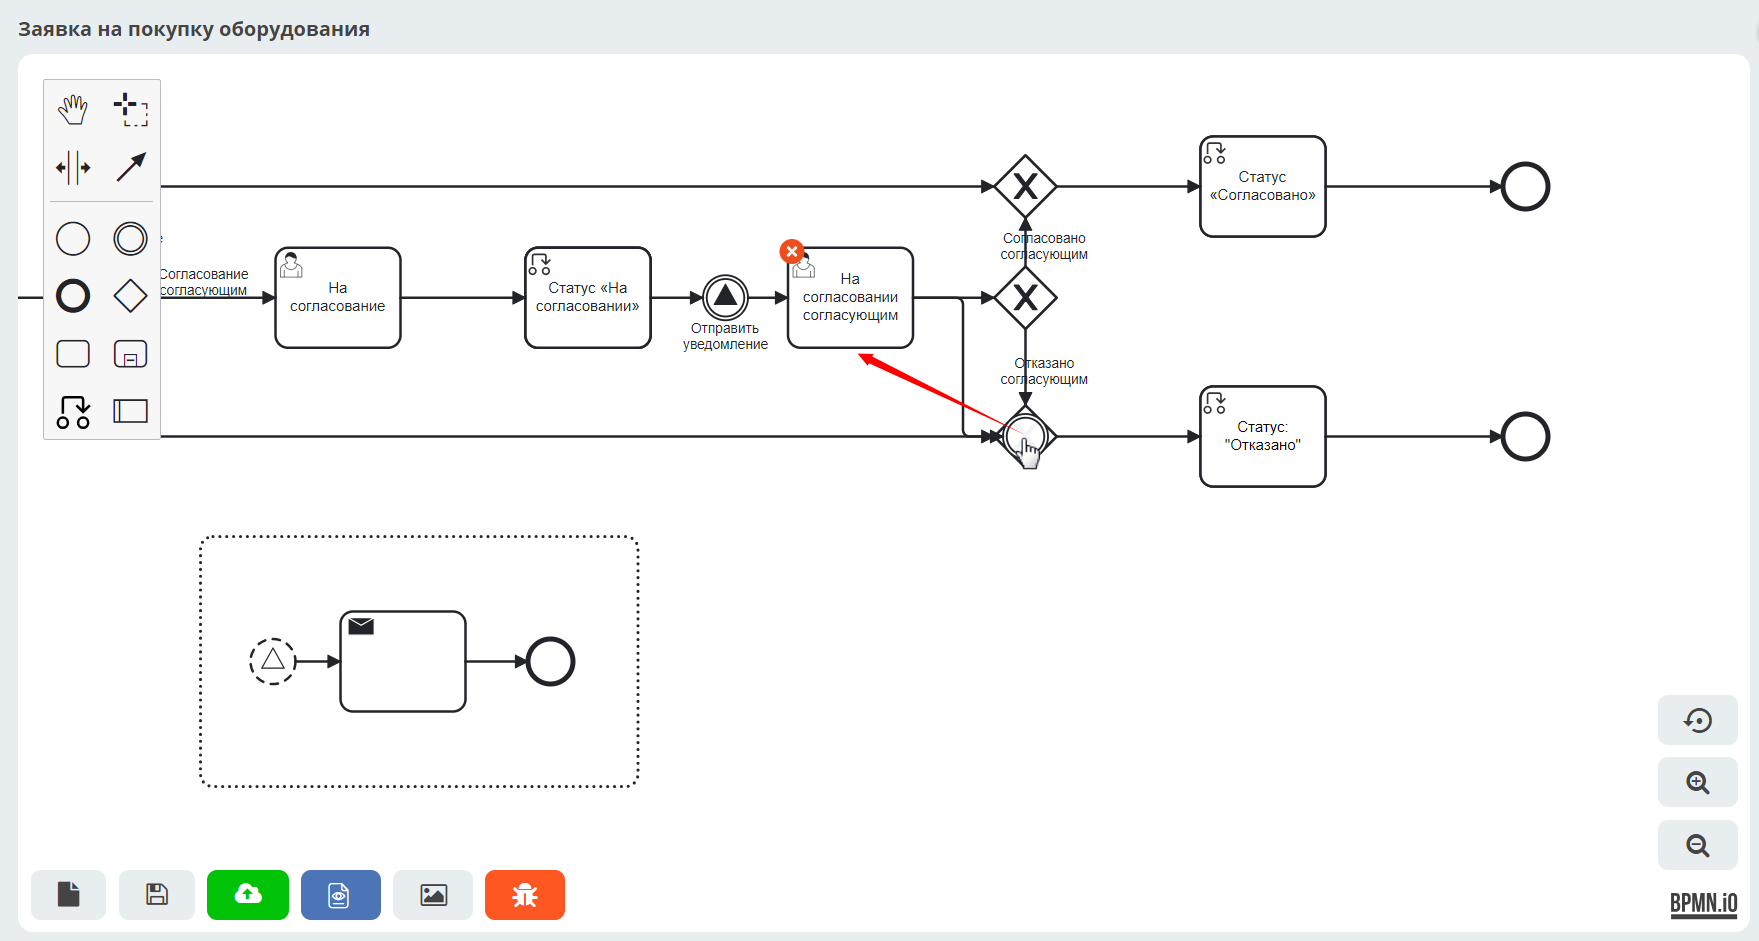 Заявка на покупку оборудования
Статус
«Согласовано»
Согласовано
согласующим
Согласование
согласующим
На
согласование
Статус «На
согласовании»
Отправить
уведомление
На
согласовании
согласующим
Отказано
согласующим
Статус:
"Отказано"
BPMN.iO